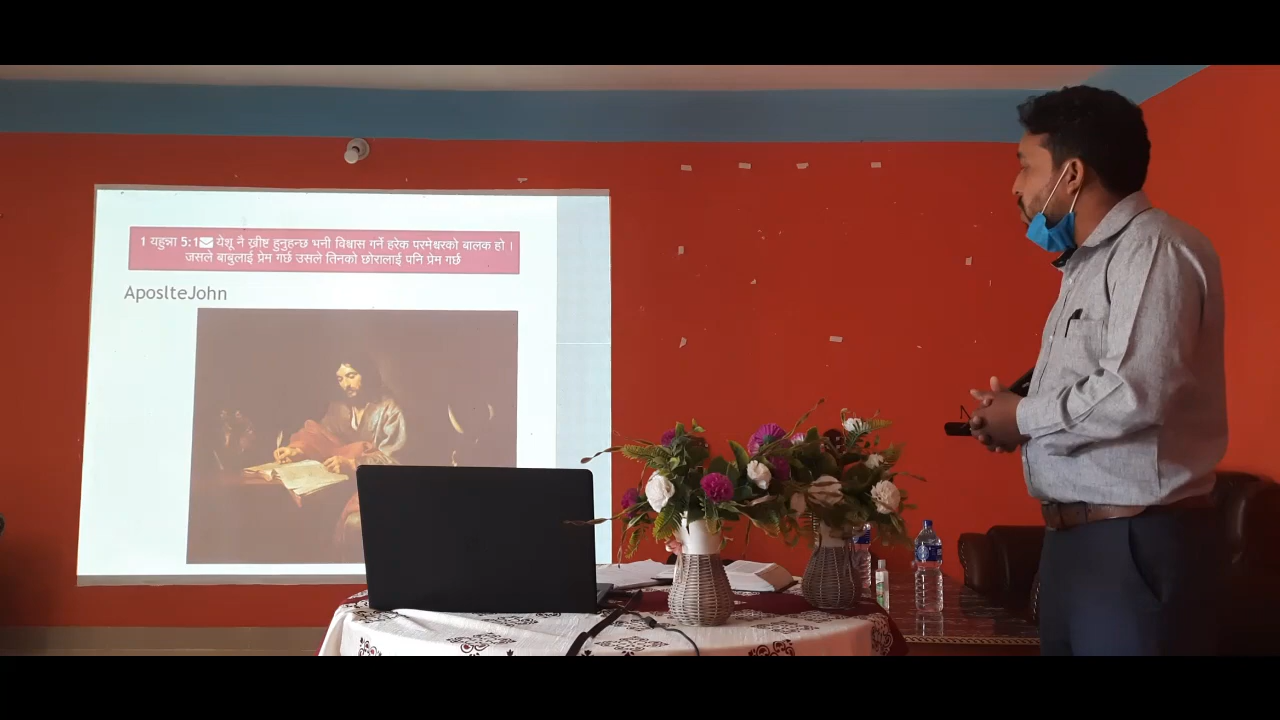 1 यहुन्ना 5:1 येशू नै ख्रीष्ट हुनुहुन्छ भनी विश्वास गर्ने हरेक परमेश्वरको बालक हो ।
जसले बाबुलाई प्रेम गर्छ उसले तिनको छोरालाई पनि प्रेम गर्छ
AposlteJohn